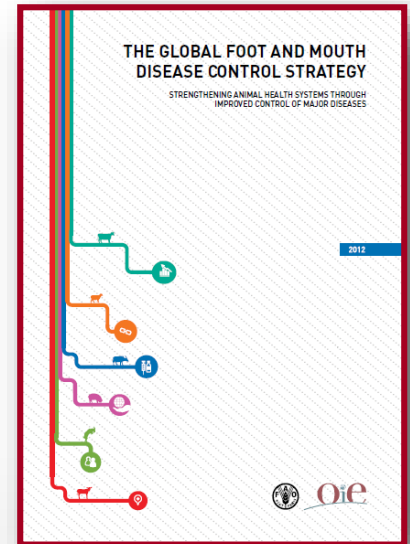 THE GLOBAL FOOT AND MOUTH
DISEASE CONTROL STRATEGY
STRENGTHENING ANIMAL HEALTH SYSTEMS THROUGH
IMPROVED CONTROL OF MAJOR DISEASES
2012
FAO
Oie